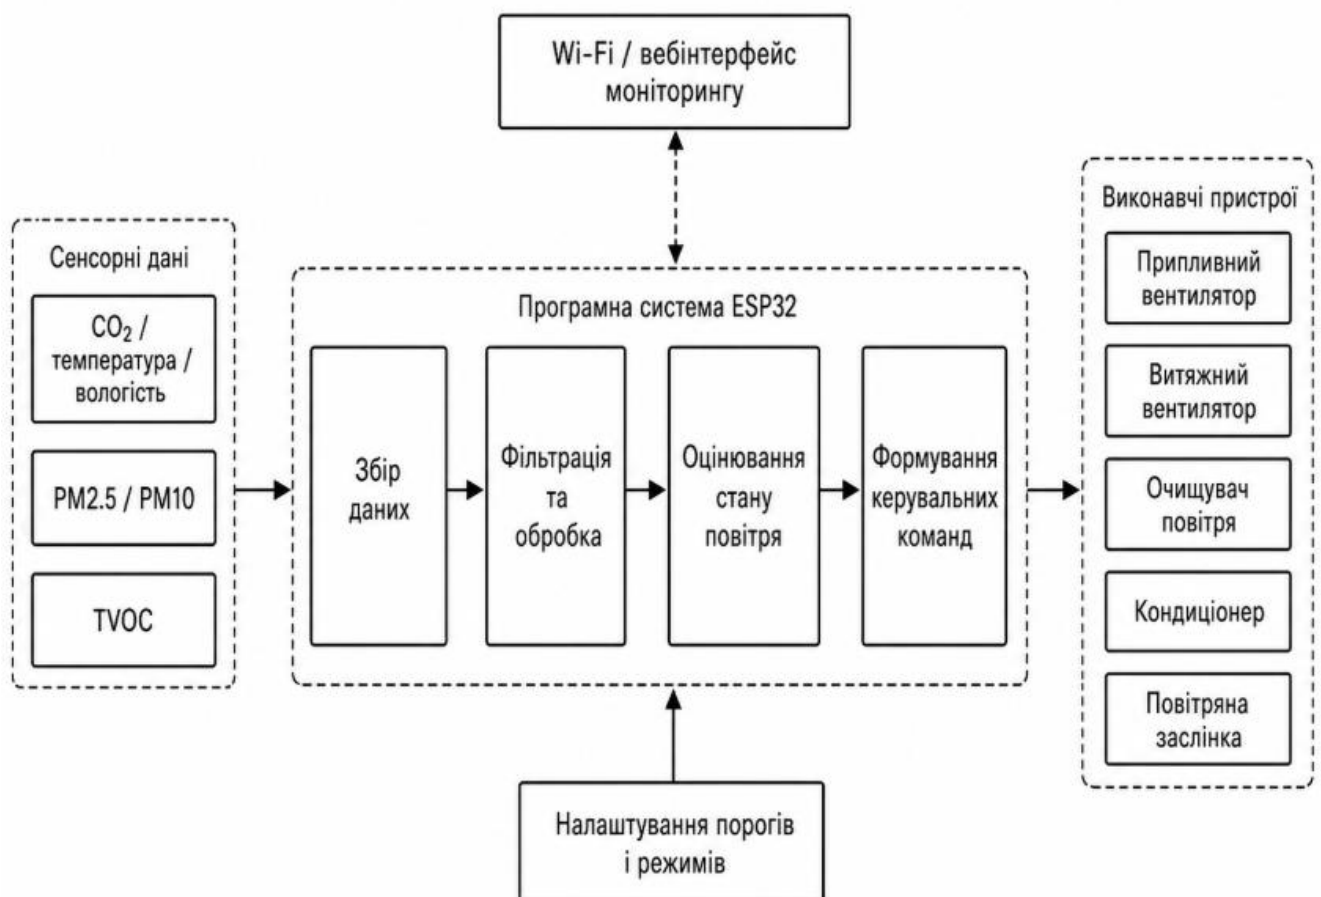 Wi-Fi / вебінтерфейс
моніторингу
Сенсорні дані
CO₂ /
температура /
вологість
PM2.5 / PM10
TVOC
Програмна система ESP32
Збір
даних
Фільтрація
та
обробка
Оцінювання
стану
повітря
Формування
керувальних
команд
Виконавчі пристрої
Припливний
вентилятор
Витяжний
вентилятор
Очищувач
повітря
Кондиціонер
Повітряна
заслінка
Налаштування порогів
і режимів